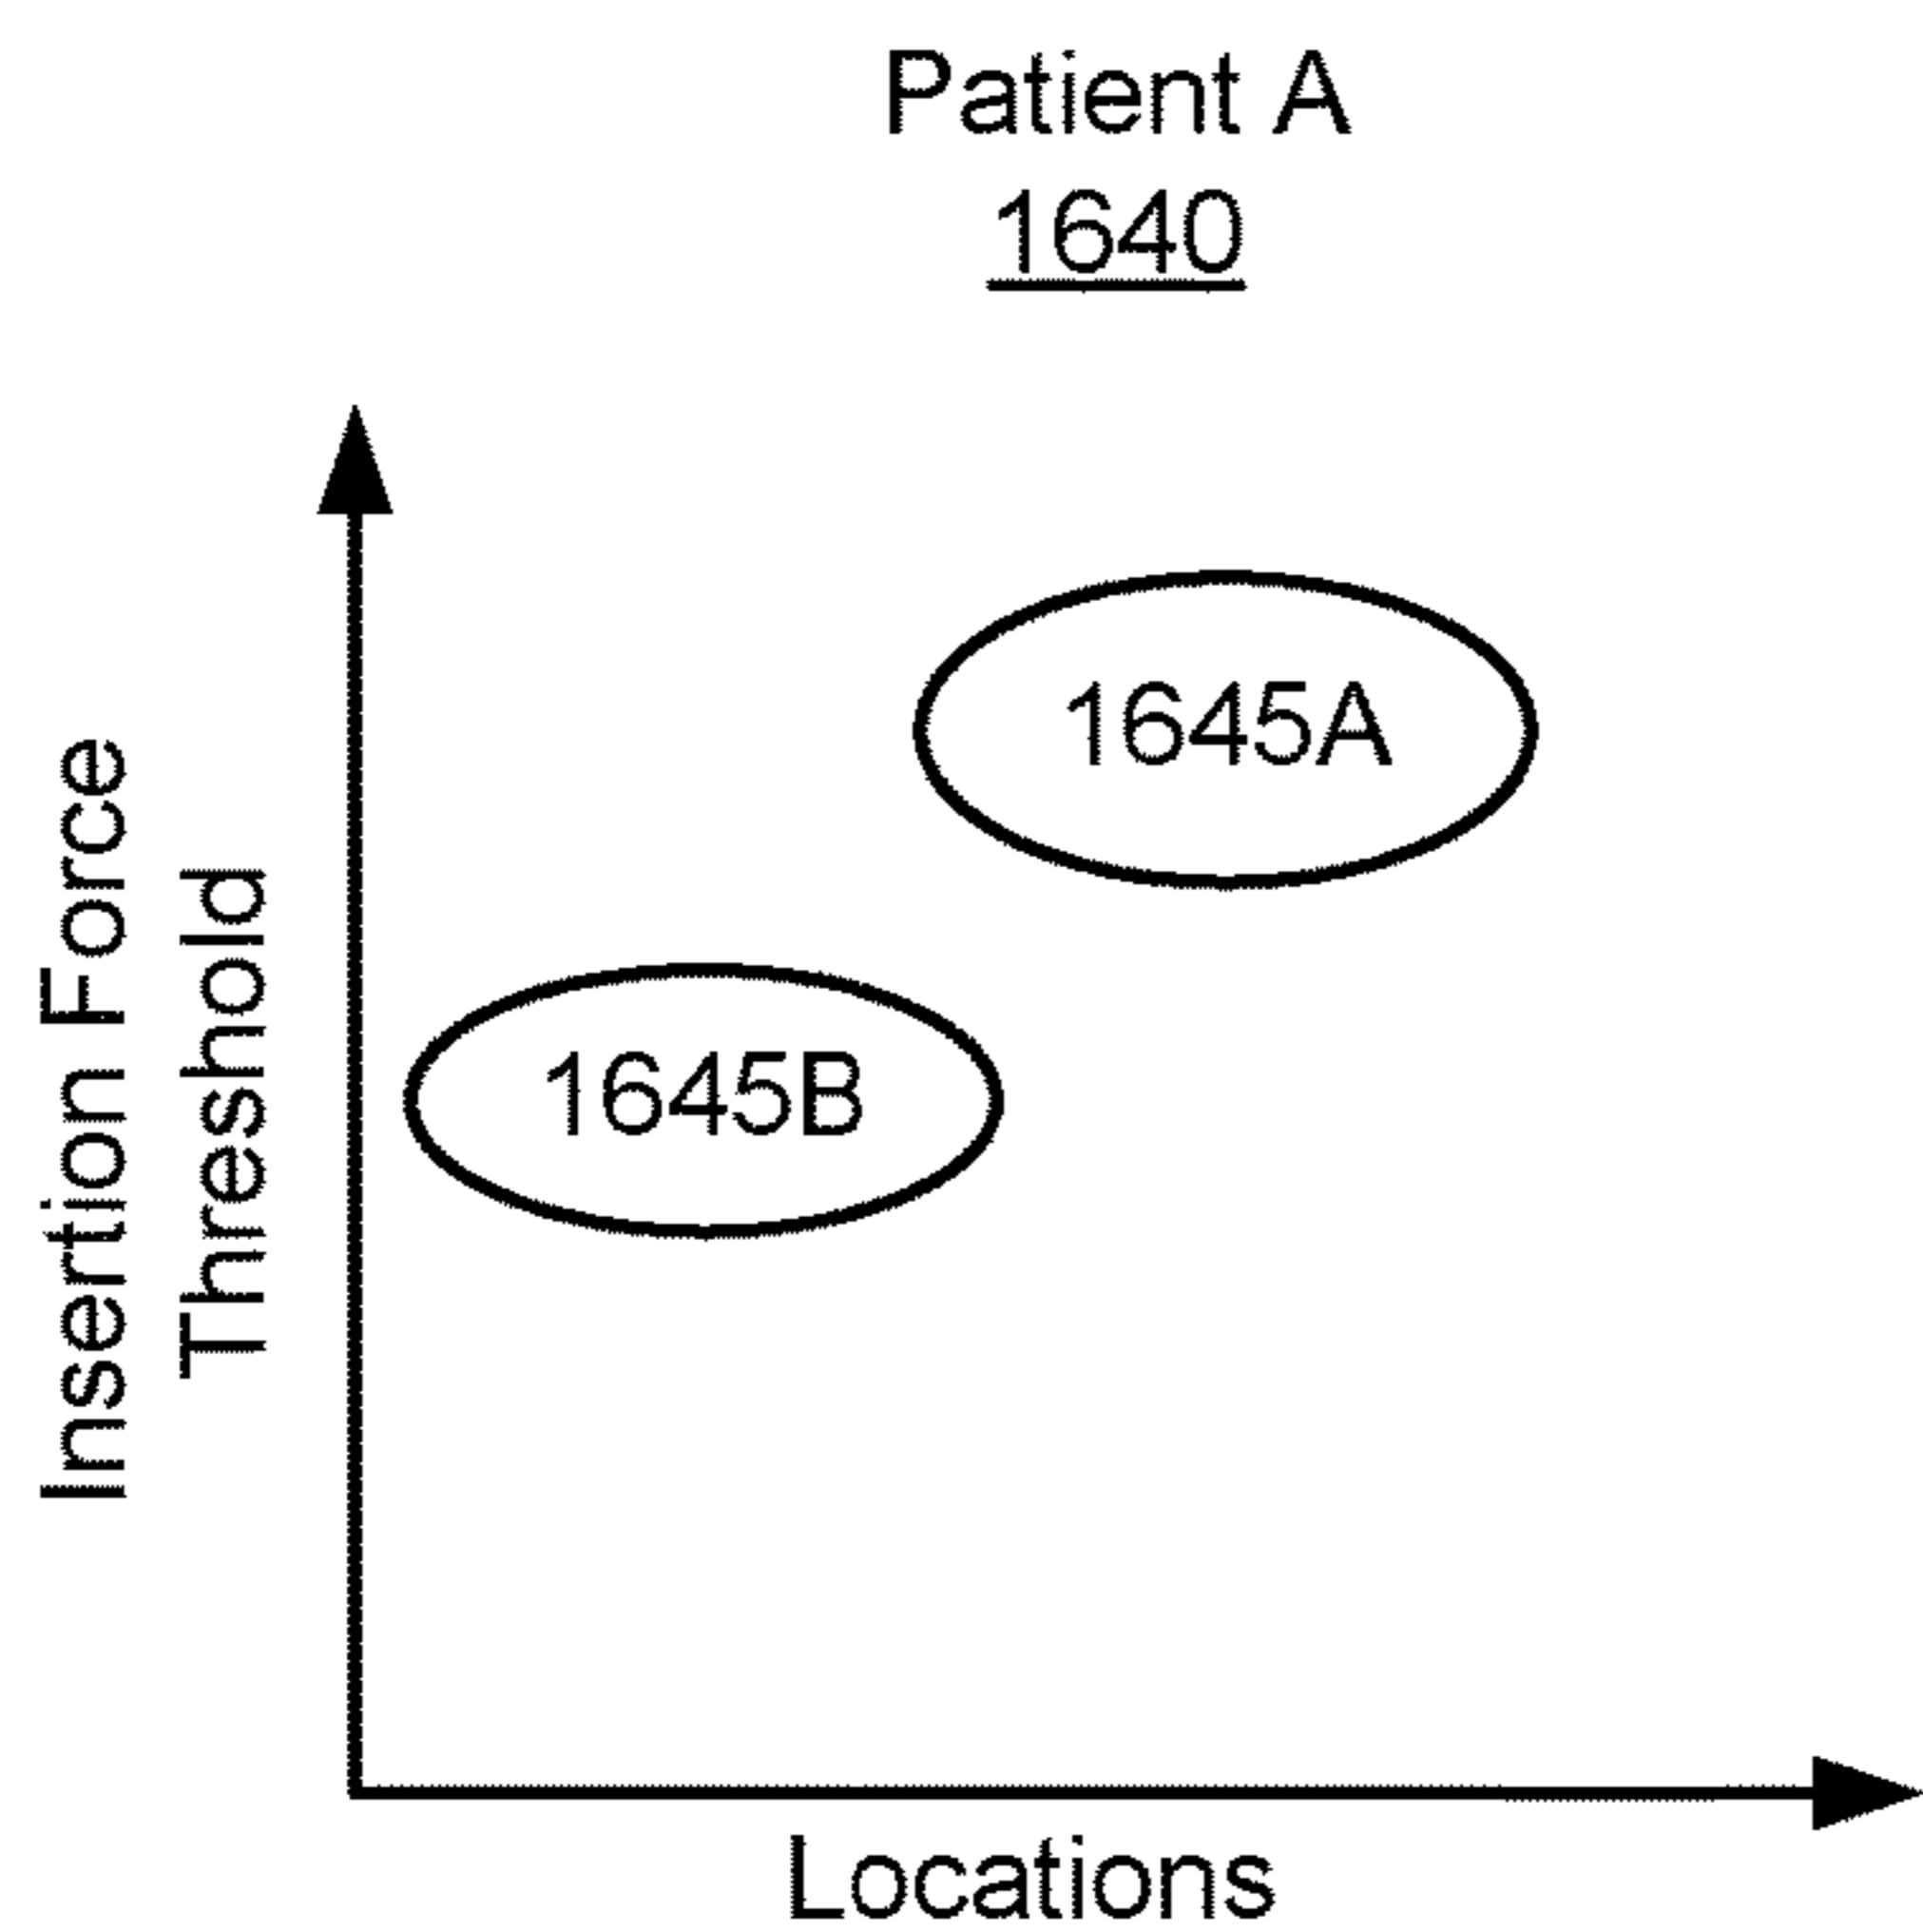 Patient A
1640
Insertion Force
Threshold
1645A
1645B
Locations